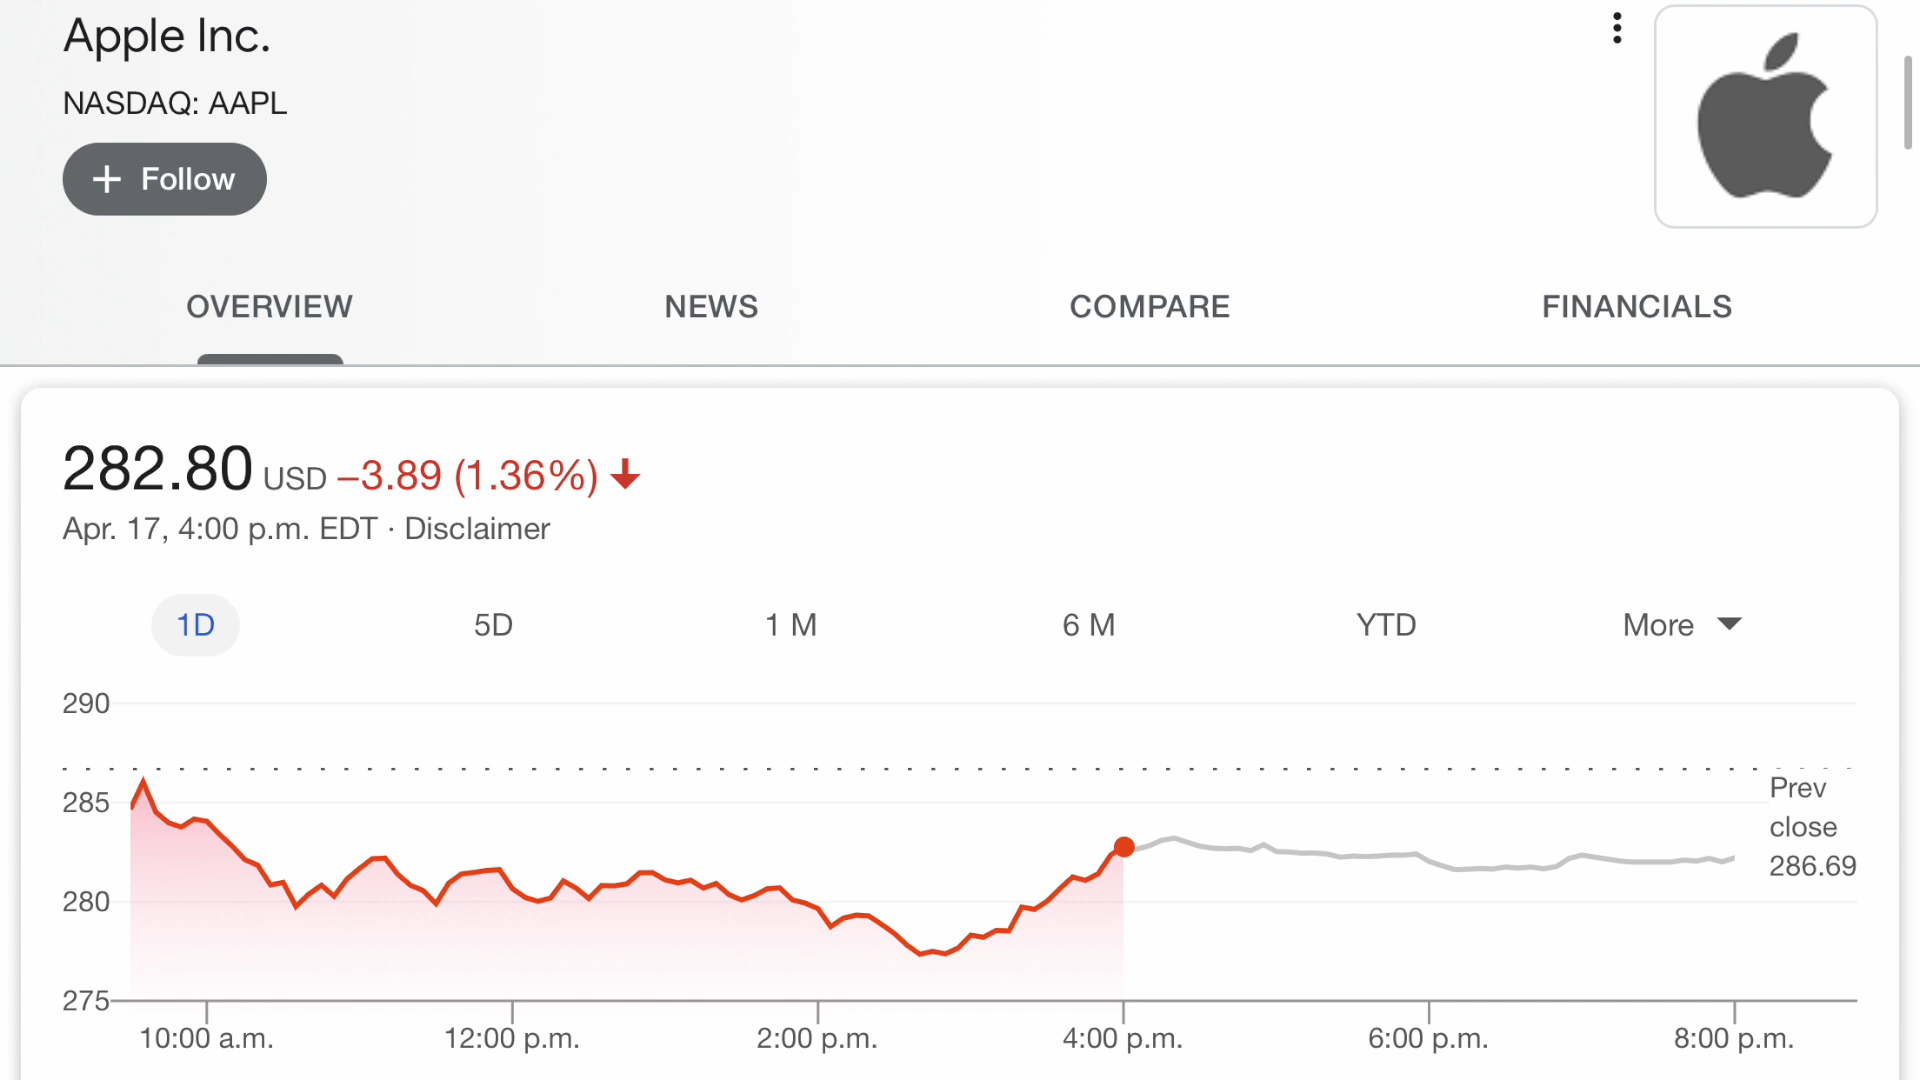 Apple Inc.
NASDAQ: AAPL
+ Follow
OVERVIEW NEWS COMPARE FINANCIALS
282.80 USD −3.89 (1.36%) ↓
Apr. 17, 4:00 p.m. EDT · Disclaimer
1D 5D 1 M 6 M YTD More
290
285
280
275
Prev
close
286.69
10:00 a.m. 12:00 p.m. 2:00 p.m. 4:00 p.m. 6:00 p.m. 8:00 p.m.